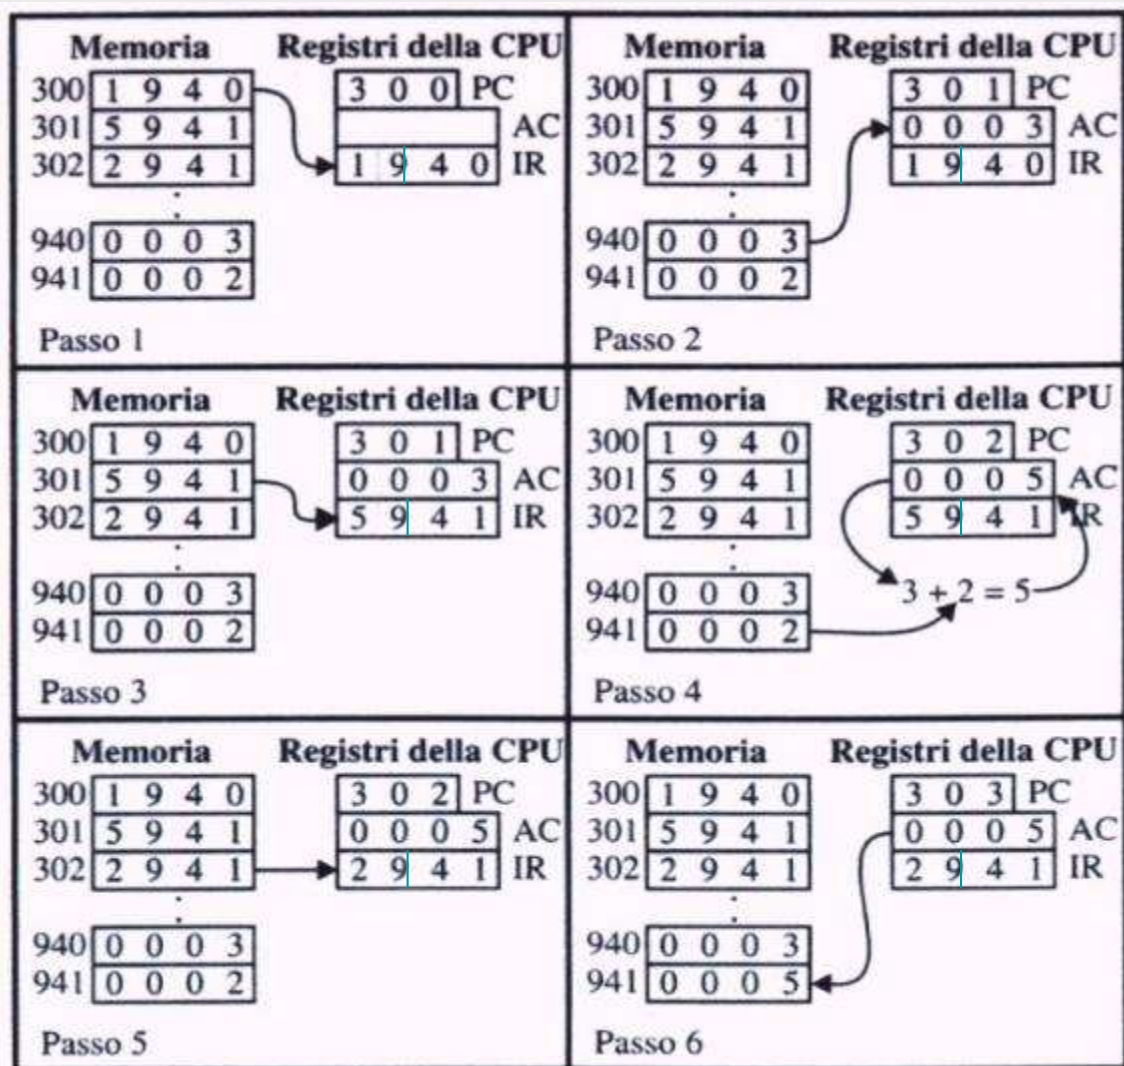 Memoria Registri della CPU
300 1 9 4 0 3 0 0 PC
301 5 9 4 1 AC
302 2 9 4 1 1 9 4 0 IR
940 0 0 0 3
941 0 0 0 2
Passo 1
Memoria Registri della CPU
300 1 9 4 0 3 0 1 PC
301 5 9 4 1 0 0 0 3 AC
302 2 9 4 1 1 9 4 0 IR
940 0 0 0 3
941 0 0 0 2
Passo 2
Memoria Registri della CPU
300 1 9 4 0 3 0 1 PC
301 5 9 4 1 0 0 0 3 AC
302 2 9 4 1 5 9 4 1 IR
940 0 0 0 3
941 0 0 0 2
Passo 3
Memoria Registri della CPU
300 1 9 4 0 3 0 2 PC
301 5 9 4 1 0 0 0 5 AC
302 2 9 4 1 5 9 4 1 IR
940 0 0 0 3 3 + 2 = 5
941 0 0 0 2
Passo 4
Memoria Registri della CPU
300 1 9 4 0 3 0 2 PC
301 5 9 4 1 0 0 0 5 AC
302 2 9 4 1 2 9 4 1 IR
940 0 0 0 3
941 0 0 0 2
Passo 5
Memoria Registri della CPU
300 1 9 4 0 3 0 3 PC
301 5 9 4 1 0 0 0 5 AC
302 2 9 4 1 2 9 4 1 IR
940 0 0 0 3
941 0 0 0 5
Passo 6